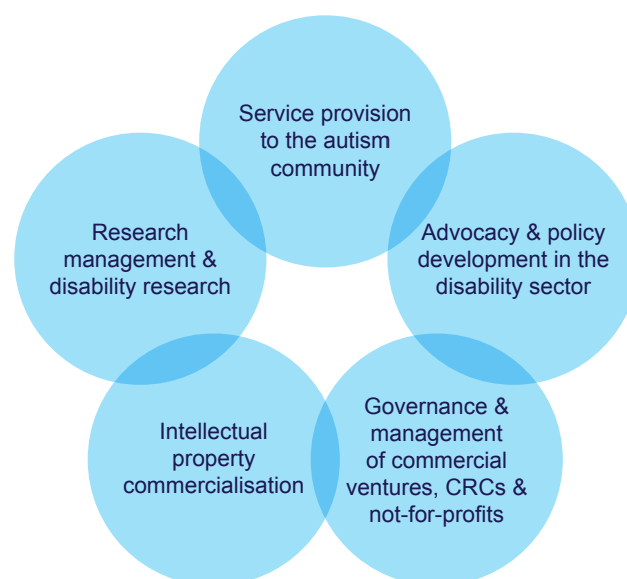 Service provision
to the autism
community
Research
management &
disability research
Advocacy & policy
development in the
disability sector
Intellectual
property
commercialisation
Governance &
management
of commercial
ventures, CRCs &
not-for-profits